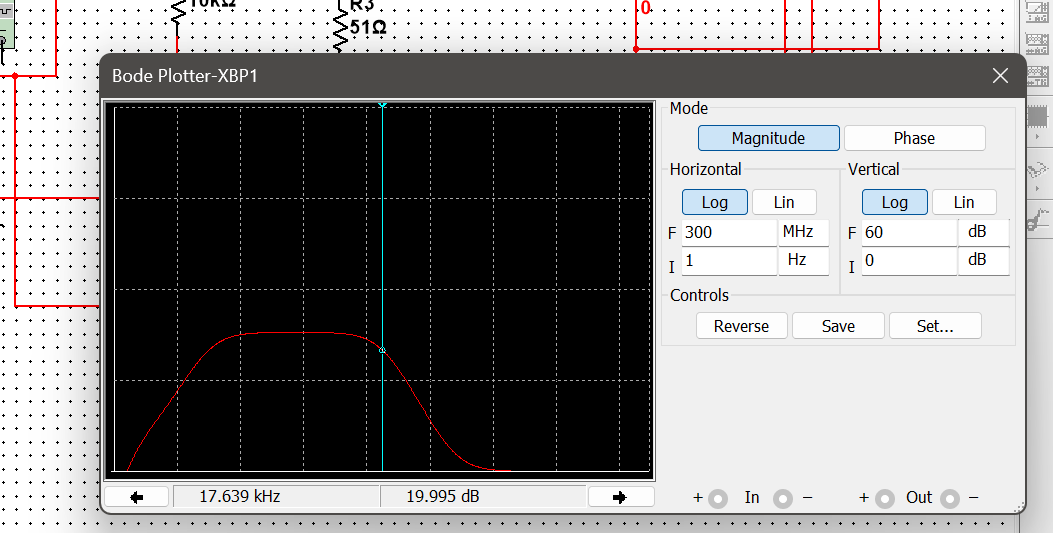 10kΩ
R3
51Ω
0
Bode Plotter-XBP1
Mode
Magnitude Phase
Horizontal Vertical
Log Lin Log Lin
F 300 MHz F 60 dB
I 1 Hz I 0 dB
Controls
Reverse Save Set...
17.639 kHz 19.995 dB
+ In − + Out −